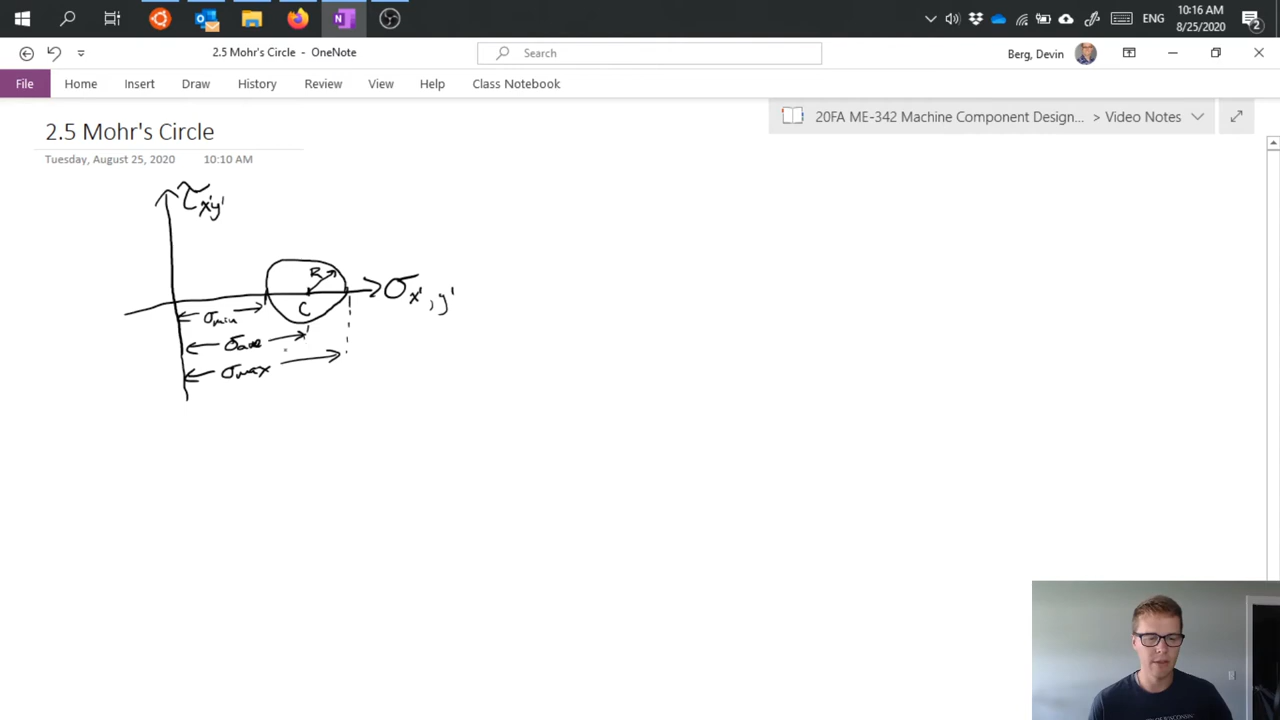 10:16 AM
ENG
8/25/2020
2
2.5 Mohr's Circle - OneNote
Search
Berg, Devin
File
Home
Insert
Draw
History
Review
View
Help
Class Notebook
2.5 Mohr's Circle
20FA ME-342 Machine Component Design... > Video Notes
Tuesday, August 25, 2020
10:10 AM
τx'y'
R
σx', y'
C
σmin
σave
σmax